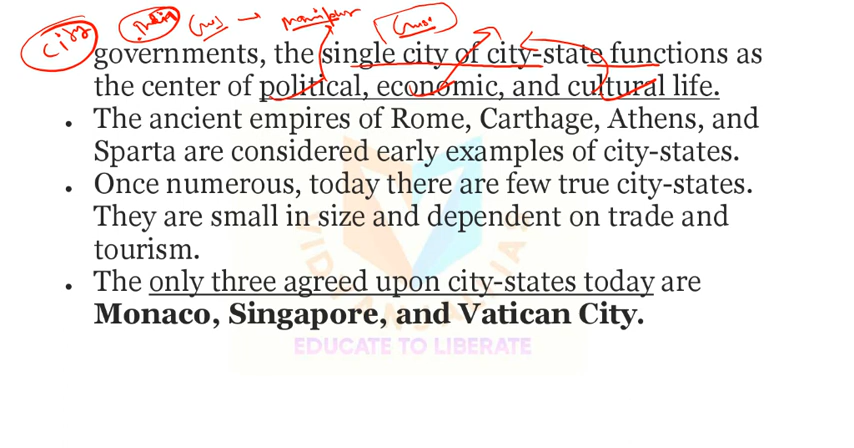 city
governments, the single city of city-state functions as
the center of political, economic, and cultural life.
• The ancient empires of Rome, Carthage, Athens, and
Sparta are considered early examples of city-states.
• Once numerous, today there are few true city-states.
They are small in size and dependent on trade and
tourism.
• The only three agreed upon city-states today are
Monaco, Singapore, and Vatican City.
EDUCATE TO LIBERATE